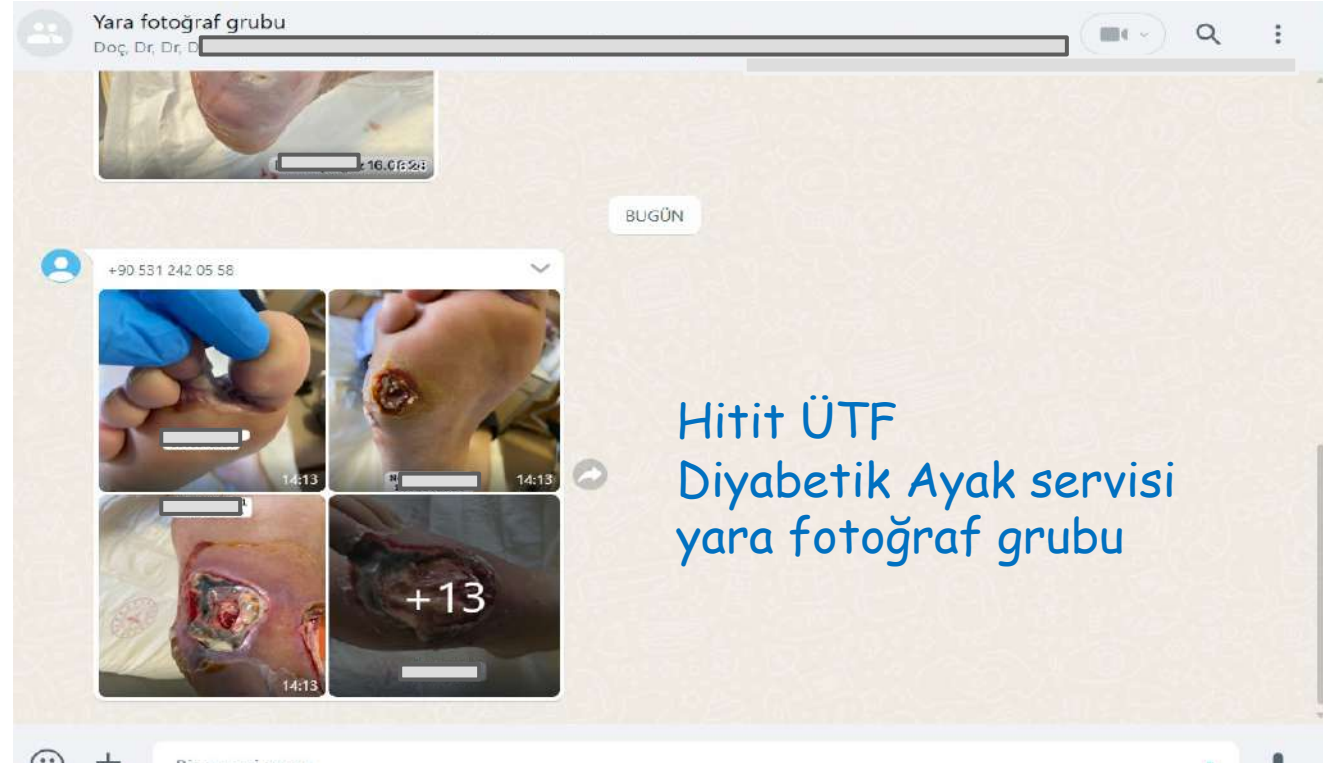 Yara fotoğraf grubu
Doç, Dr, Dr, D
BUGÜN
+90 531 242 05 58
14:13
14:13
14:13
+13
Hitit ÜTF
Diyabetik Ayak servisi
yara fotoğraf grubu